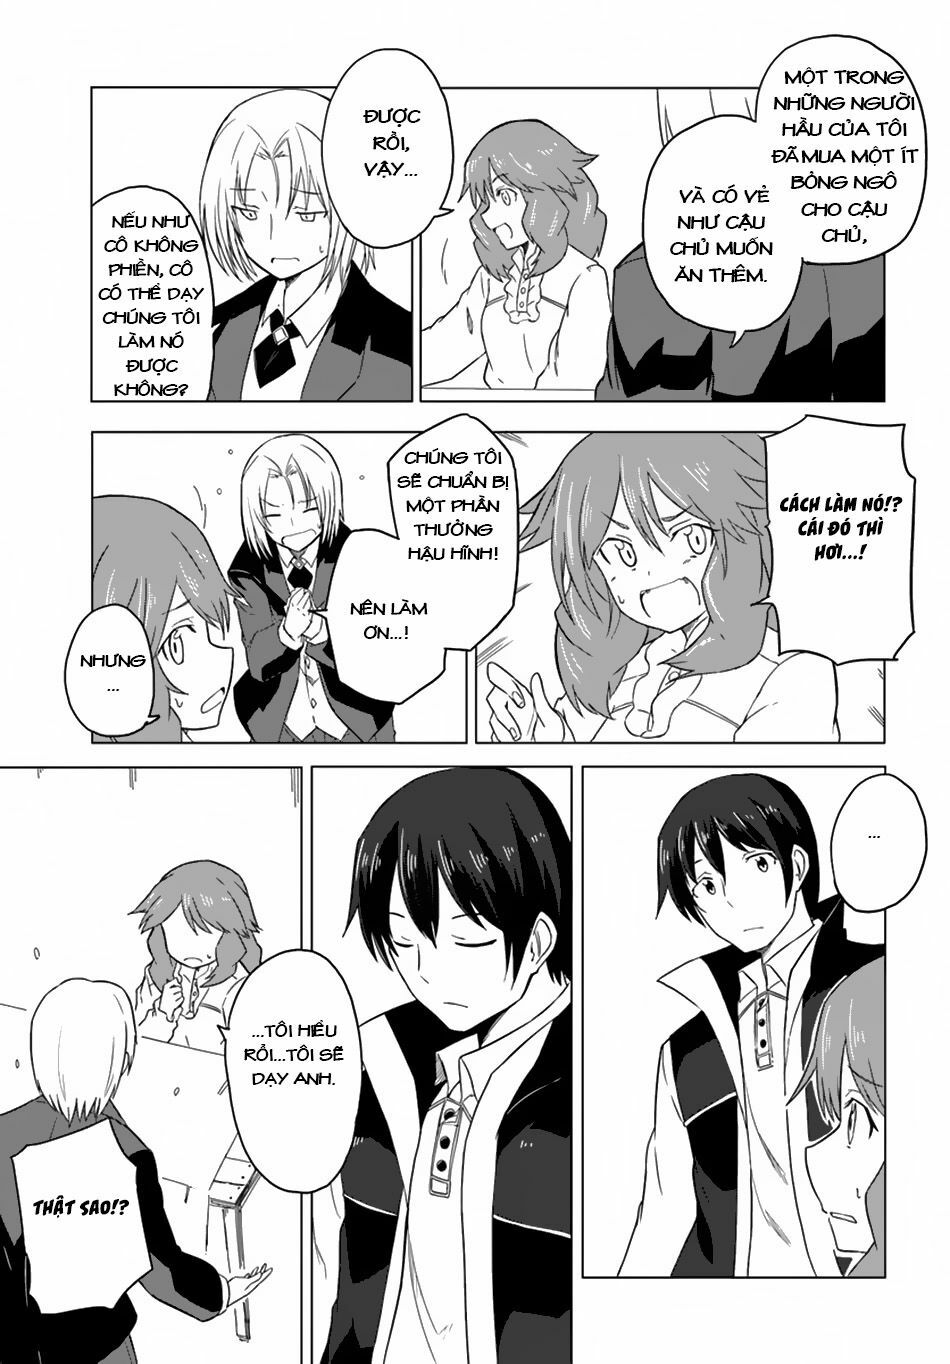 MỘT TRONG
NHỮNG NGƯỜI
HẦU CỦA TÔI
ĐÃ MUA MỘT ÍT
BỎNG NGÔ
CHO CẬU
CHỦ,
VÀ CÓ VẺ
NHƯ CẬU
CHỦ MUỐN
ĂN THÊM.
ĐƯỢC
RỒI,
VẬY...
NẾU NHƯ
CÔ KHÔNG
PHIỀN, CÔ
CÓ THỂ DẠY
CHÚNG TÔI
LÀM NÓ
ĐƯỢC
KHÔNG?
CÁCH LÀM NÓ!?
CÁI ĐÓ THÌ
HƠI...!
CHÚNG TÔI
SẼ CHUẨN BỊ
MỘT PHẦN
THƯỞNG
HẬU HĨNH!
NÊN LÀM
ƠN...!
NHƯNG
...
...
...TÔI HIỂU
RỒI...TÔI SẼ
DẠY ANH.
THẬT SAO!?